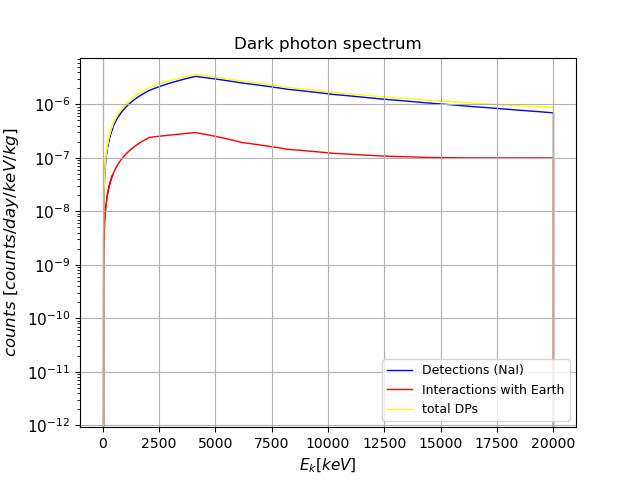 Dark photon spectrum
counts [counts/day/keV/kg]
10⁻⁶
10⁻⁷
10⁻⁸
10⁻⁹
10⁻¹⁰
10⁻¹¹
10⁻¹²
Detections (NaI)
Interactions with Earth
total DPs
0 2500 5000 7500 10000 12500 15000 17500 20000
Eₖ[keV]